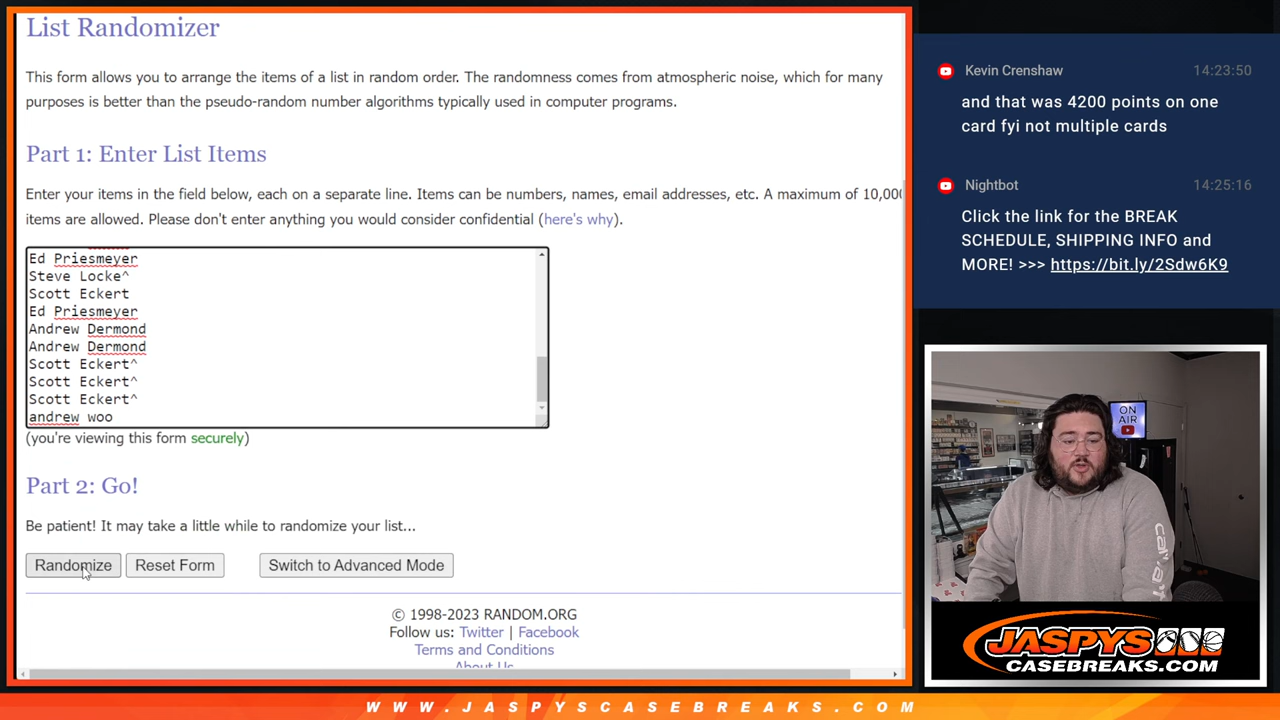 List Randomizer
This form allows you to arrange the items of a list in random order. The randomness comes from atmospheric noise, which for many
purposes is better than the pseudo-random number algorithms typically used in computer programs.
Part 1: Enter List Items
Enter your items in the field below, each on a separate line. Items can be numbers, names, email addresses, etc. A maximum of 10,000
items are allowed. Please don't enter anything you would consider confidential (here's why).
Ed Priesmeyer
Steve Locke^
Scott Eckert
Ed Priesmeyer
Andrew Dermond
Andrew Dermond
Scott Eckert^
Scott Eckert^
Scott Eckert^
andrew woo
(you're viewing this form securely)
Part 2: Go!
Be patient! It may take a little while to randomize your list...
Randomize Reset Form Switch to Advanced Mode
© 1998-2023 RANDOM.ORG
Follow us: Twitter | Facebook
Terms and Conditions
About Us
Kevin Crenshaw 14:23:50
and that was 4200 points on one
card fyi not multiple cards
Nightbot 14:25:16
Click the link for the BREAK
SCHEDULE, SHIPPING INFO and
MORE! >>> https://bit.ly/2Sdw6K9
ON
AIR
JASPYS
CASEBREAKS.COM
WWW.JASPYSCASEBREAKS.COM